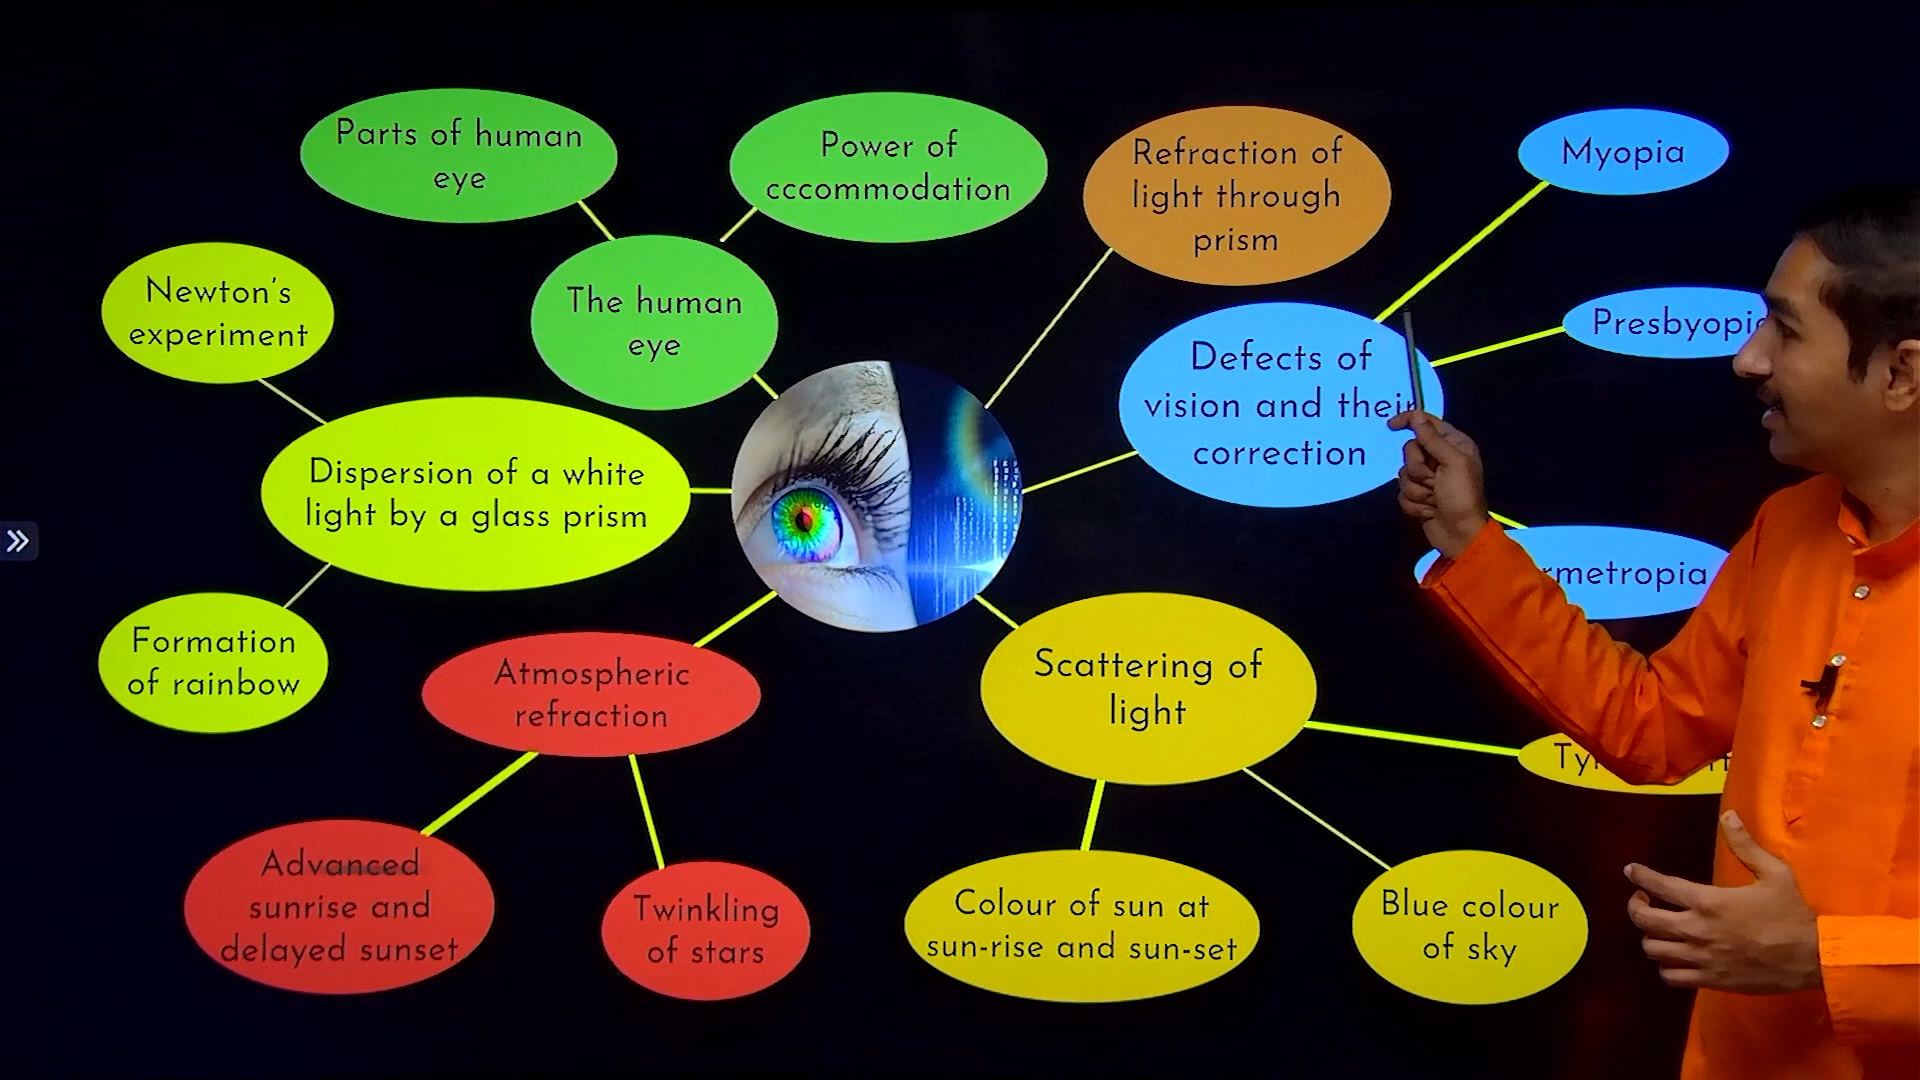 Parts of human
eye
Power of
cccommodation
Refraction of
light through
prism
Myopia
Newton's
experiment
The human
eye
Presbyopia
Defects of
vision and their
correction
Dispersion of a white
light by a glass prism
rmetropia
Formation
of rainbow
Atmospheric
refraction
Scattering of
light
Advanced
sunrise and
delayed sunset
Twinkling
of stars
Colour of sun at
sun-rise and sun-set
Blue colour
of sky